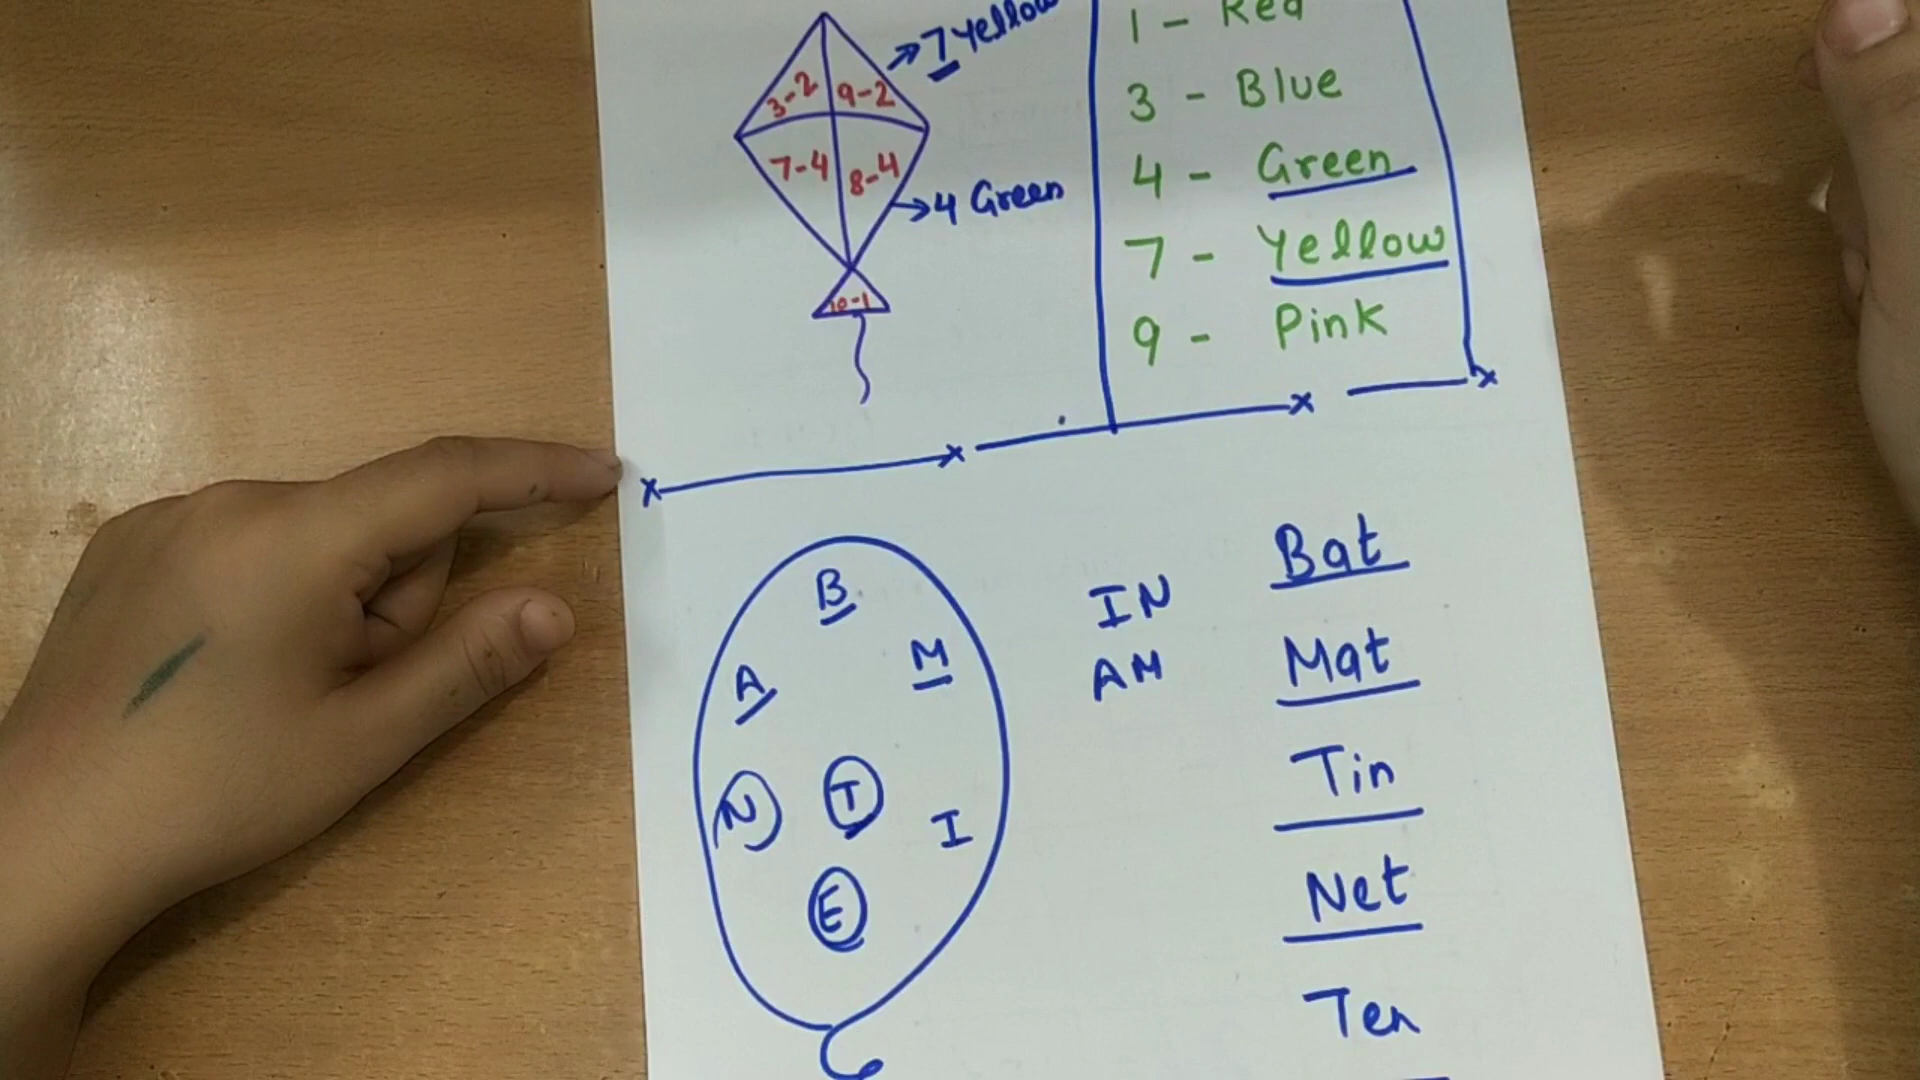 → 7 Yellow
3-2 9-2
7-4 8-4
→ 4 Green
10-1
1 - Red
3 - Blue
4 - Green
7 - Yellow
9 - Pink
B
M
A
N T I
E
IN
AM
Bat
Mat
Tin
Net
Ten